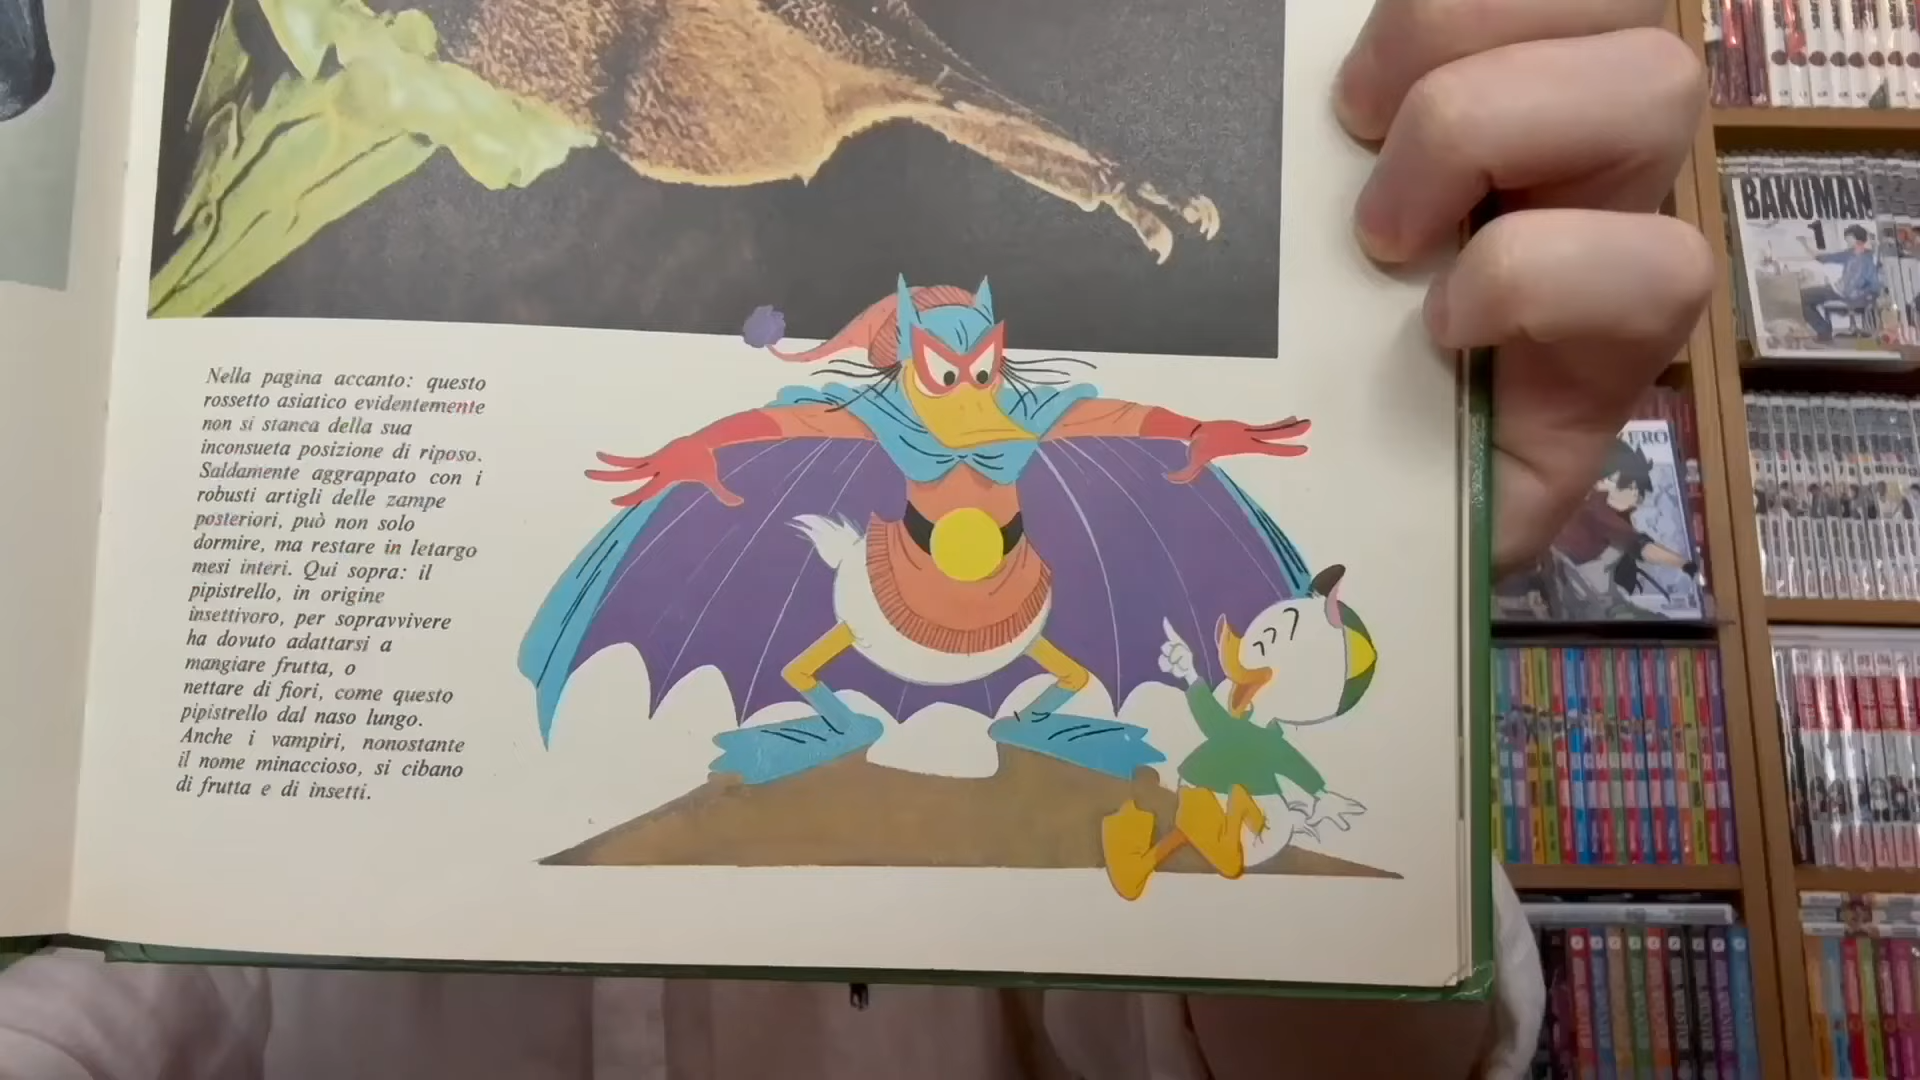 Nella pagina accanto: questo
rossetto asiatico evidentemente
non si stanca della sua
inconsueta posizione di riposo.
Saldamente aggrappato con i
robusti artigli delle zampe
posteriori, può non solo
dormire, ma restare in letargo
mesi interi. Qui sopra: il
pipistrello, in origine
insettivoro, per sopravvivere
ha dovuto adattarsi a
mangiare frutta, o
nettare di fiori, come questo
pipistrello dal naso lungo.
Anche i vampiri, nonostante
il nome minaccioso, si cibano
di frutta e di insetti.
BAKUMAN
1